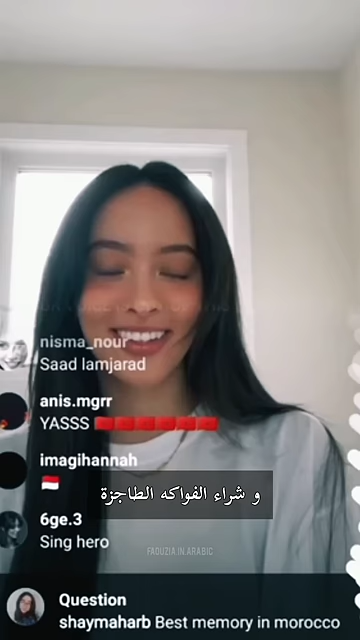 nisma_nour
Saad lamjarad
anis.mgrr
YASSS 🇲🇦🇲🇦🇲🇦🇲🇦🇲🇦
imagihannah
🇮🇩
و شراء الفواكه الطاجزة
6ge.3
Sing hero
FAOUZIA.IN.ARABIC
Question
shaymaharb Best memory in morocco